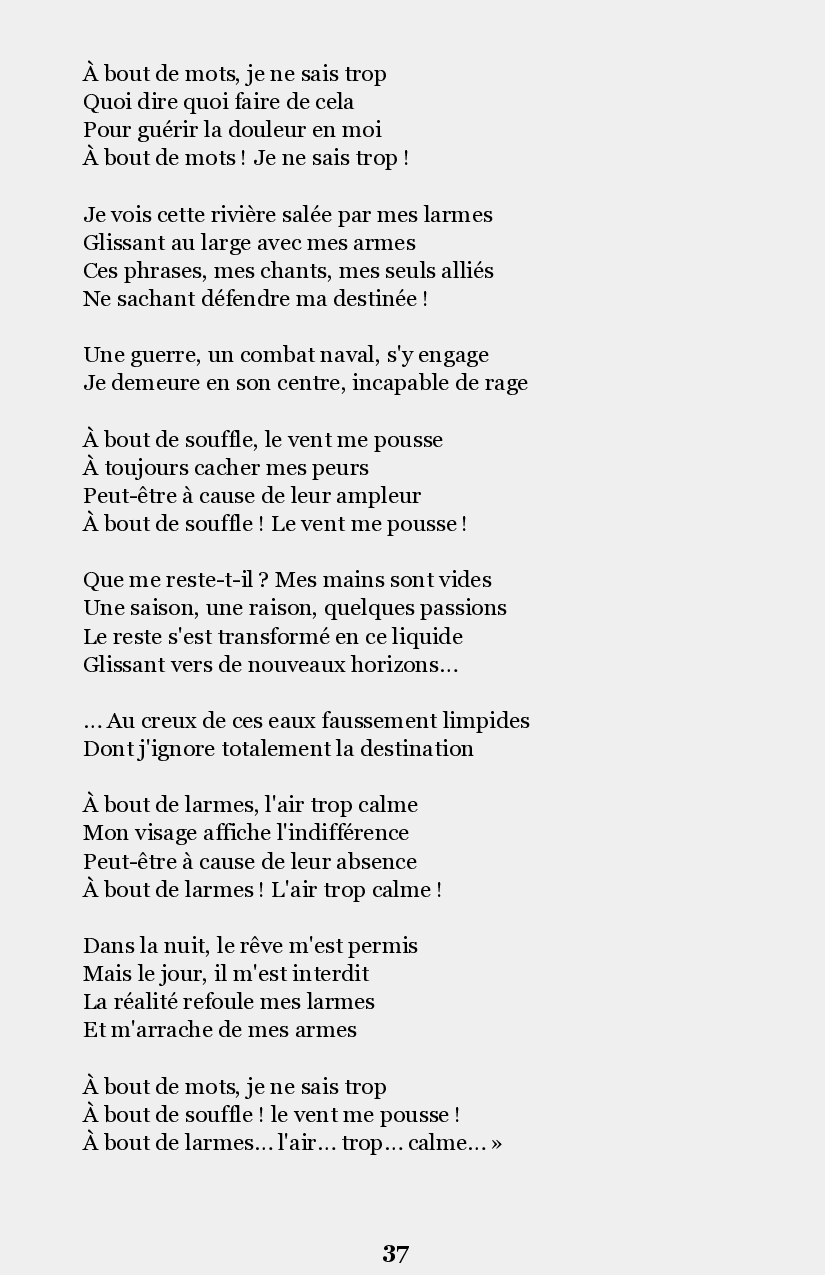 À bout de mots, je ne sais trop
Quoi dire quoi faire de cela
Pour guérir la douleur en moi
À bout de mots ! Je ne sais trop !

Je vois cette rivière salée par mes larmes
Glissant au large avec mes armes
Ces phrases, mes chants, mes seuls alliés
Ne sachant défendre ma destinée !

Une guerre, un combat naval, s'y engage
Je demeure en son centre, incapable de rage

À bout de souffle, le vent me pousse
À toujours cacher mes peurs
Peut-être à cause de leur ampleur
À bout de souffle ! Le vent me pousse !

Que me reste-t-il ? Mes mains sont vides
Une saison, une raison, quelques passions
Le reste s'est transformé en ce liquide
Glissant vers de nouveaux horizons...

... Au creux de ces eaux faussement limpides
Dont j'ignore totalement la destination

À bout de larmes, l'air trop calme
Mon visage affiche l'indifférence
Peut-être à cause de leur absence
À bout de larmes ! L'air trop calme !

Dans la nuit, le rêve m'est permis
Mais le jour, il m'est interdit
La réalité refoule mes larmes
Et m'arrache de mes armes

À bout de mots, je ne sais trop
À bout de souffle ! le vent me pousse !
À bout de larmes... l'air... trop... calme... »

37